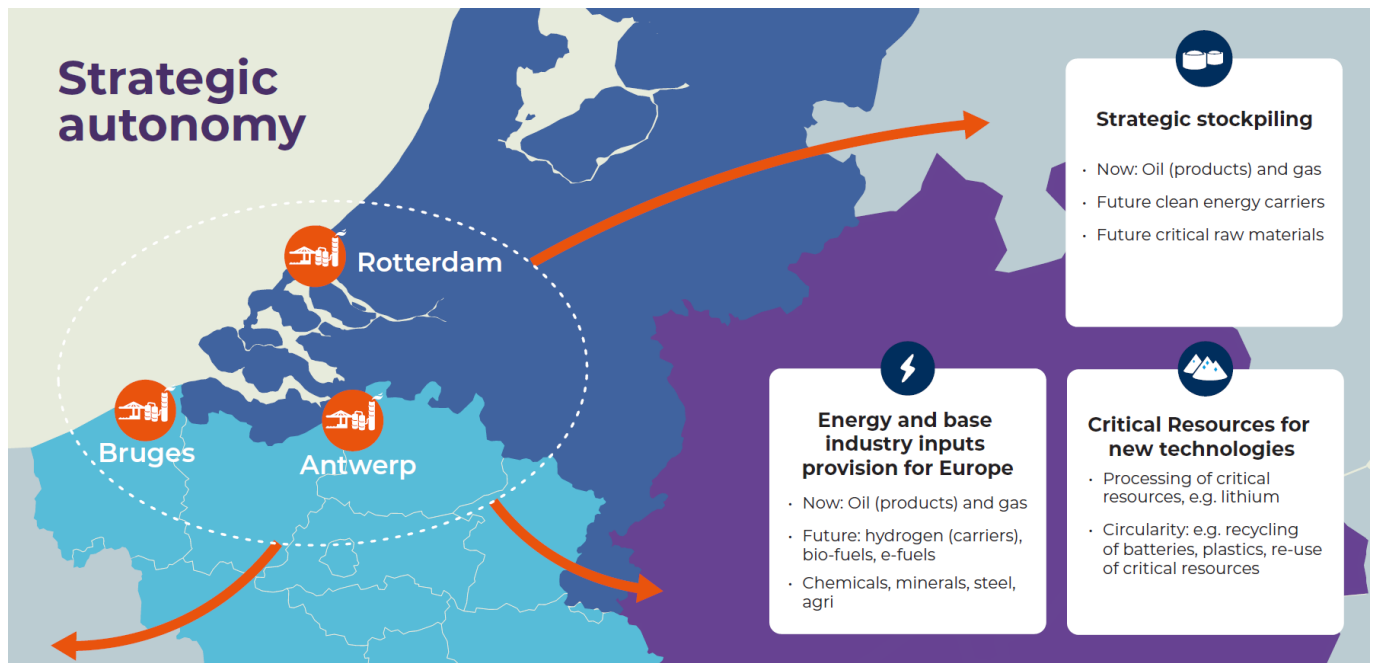 Strategic
autonomy
Rotterdam
Bruges
Antwerp
Strategic stockpiling
· Now: Oil (products) and gas
· Future clean energy carriers
· Future critical raw materials
Energy and base
industry inputs
provision for Europe
· Now: Oil (products) and gas
· Future: hydrogen (carriers),
bio-fuels, e-fuels
· Chemicals, minerals, steel,
agri
Critical Resources for
new technologies
· Processing of critical
resources, e.g. lithium
· Circularity: e.g. recycling
of batteries, plastics, re-use
of critical resources